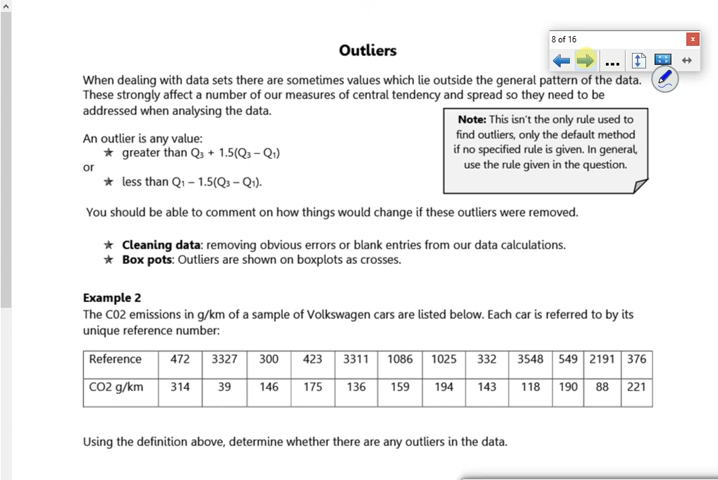 8 of 16
x
Outliers
When dealing with data sets there are sometimes values which lie outside the general pattern of the data.
These strongly affect a number of our measures of central tendency and spread so they need to be
addressed when analysing the data.
Note: This isn't the only rule used to
find outliers, only the default method
if no specified rule is given. In general,
use the rule given in the question.
An outlier is any value:
★ greater than Q₃ + 1.5(Q₃ – Q₁)
or
★ less than Q₁ – 1.5(Q₃ – Q₁).
You should be able to comment on how things would change if these outliers were removed.
★ Cleaning data: removing obvious errors or blank entries from our data calculations.
★ Box pots: Outliers are shown on boxplots as crosses.
Example 2
The C02 emissions in g/km of a sample of Volkswagen cars are listed below. Each car is referred to by its
unique reference number:
Reference 472 3327 300 423 3311 1086 1025 332 3548 549 2191 376
CO2 g/km 314 39 146 175 136 159 194 143 118 190 88 221
Using the definition above, determine whether there are any outliers in the data.